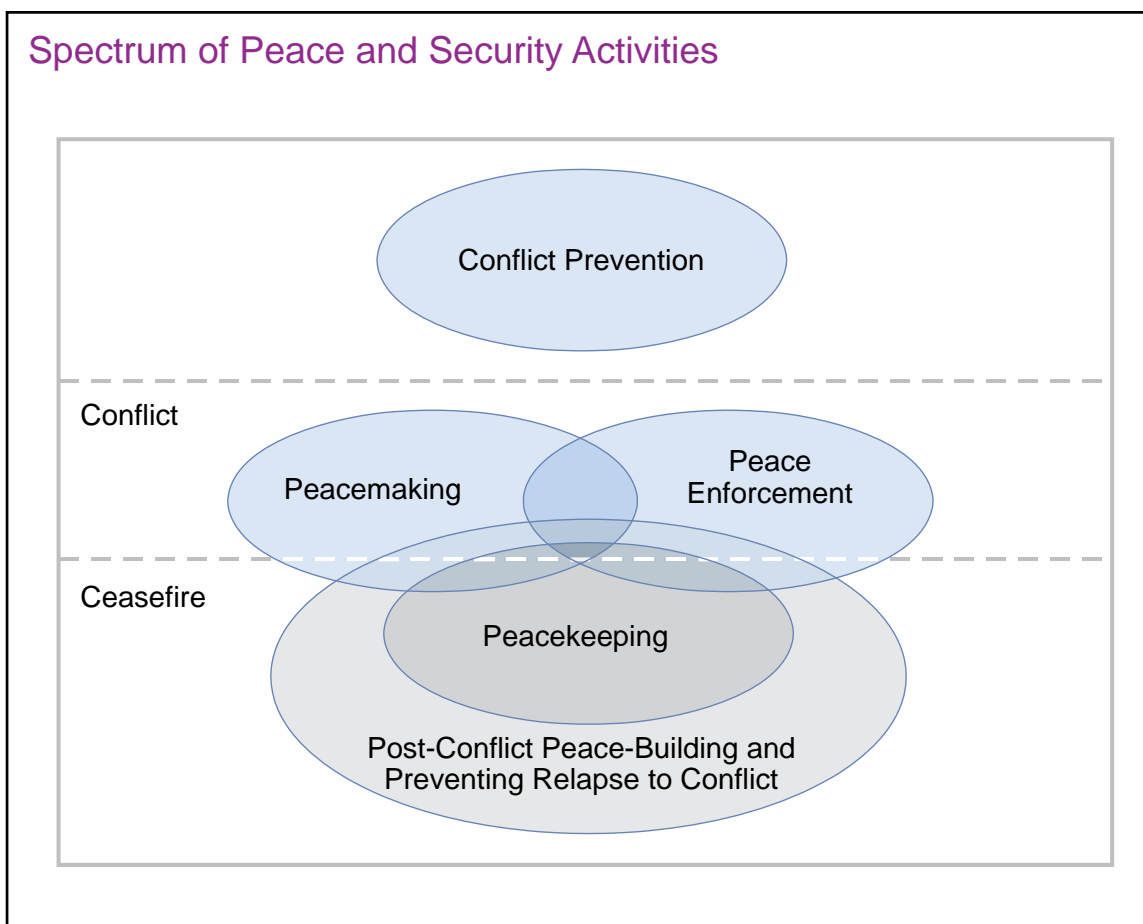 Spectrum of Peace and Security Activities
Conflict Prevention
Conflict
Peacemaking
Peace
Enforcement
Ceasefire
Peacekeeping
Post-Conflict Peace-Building and
Preventing Relapse to Conflict